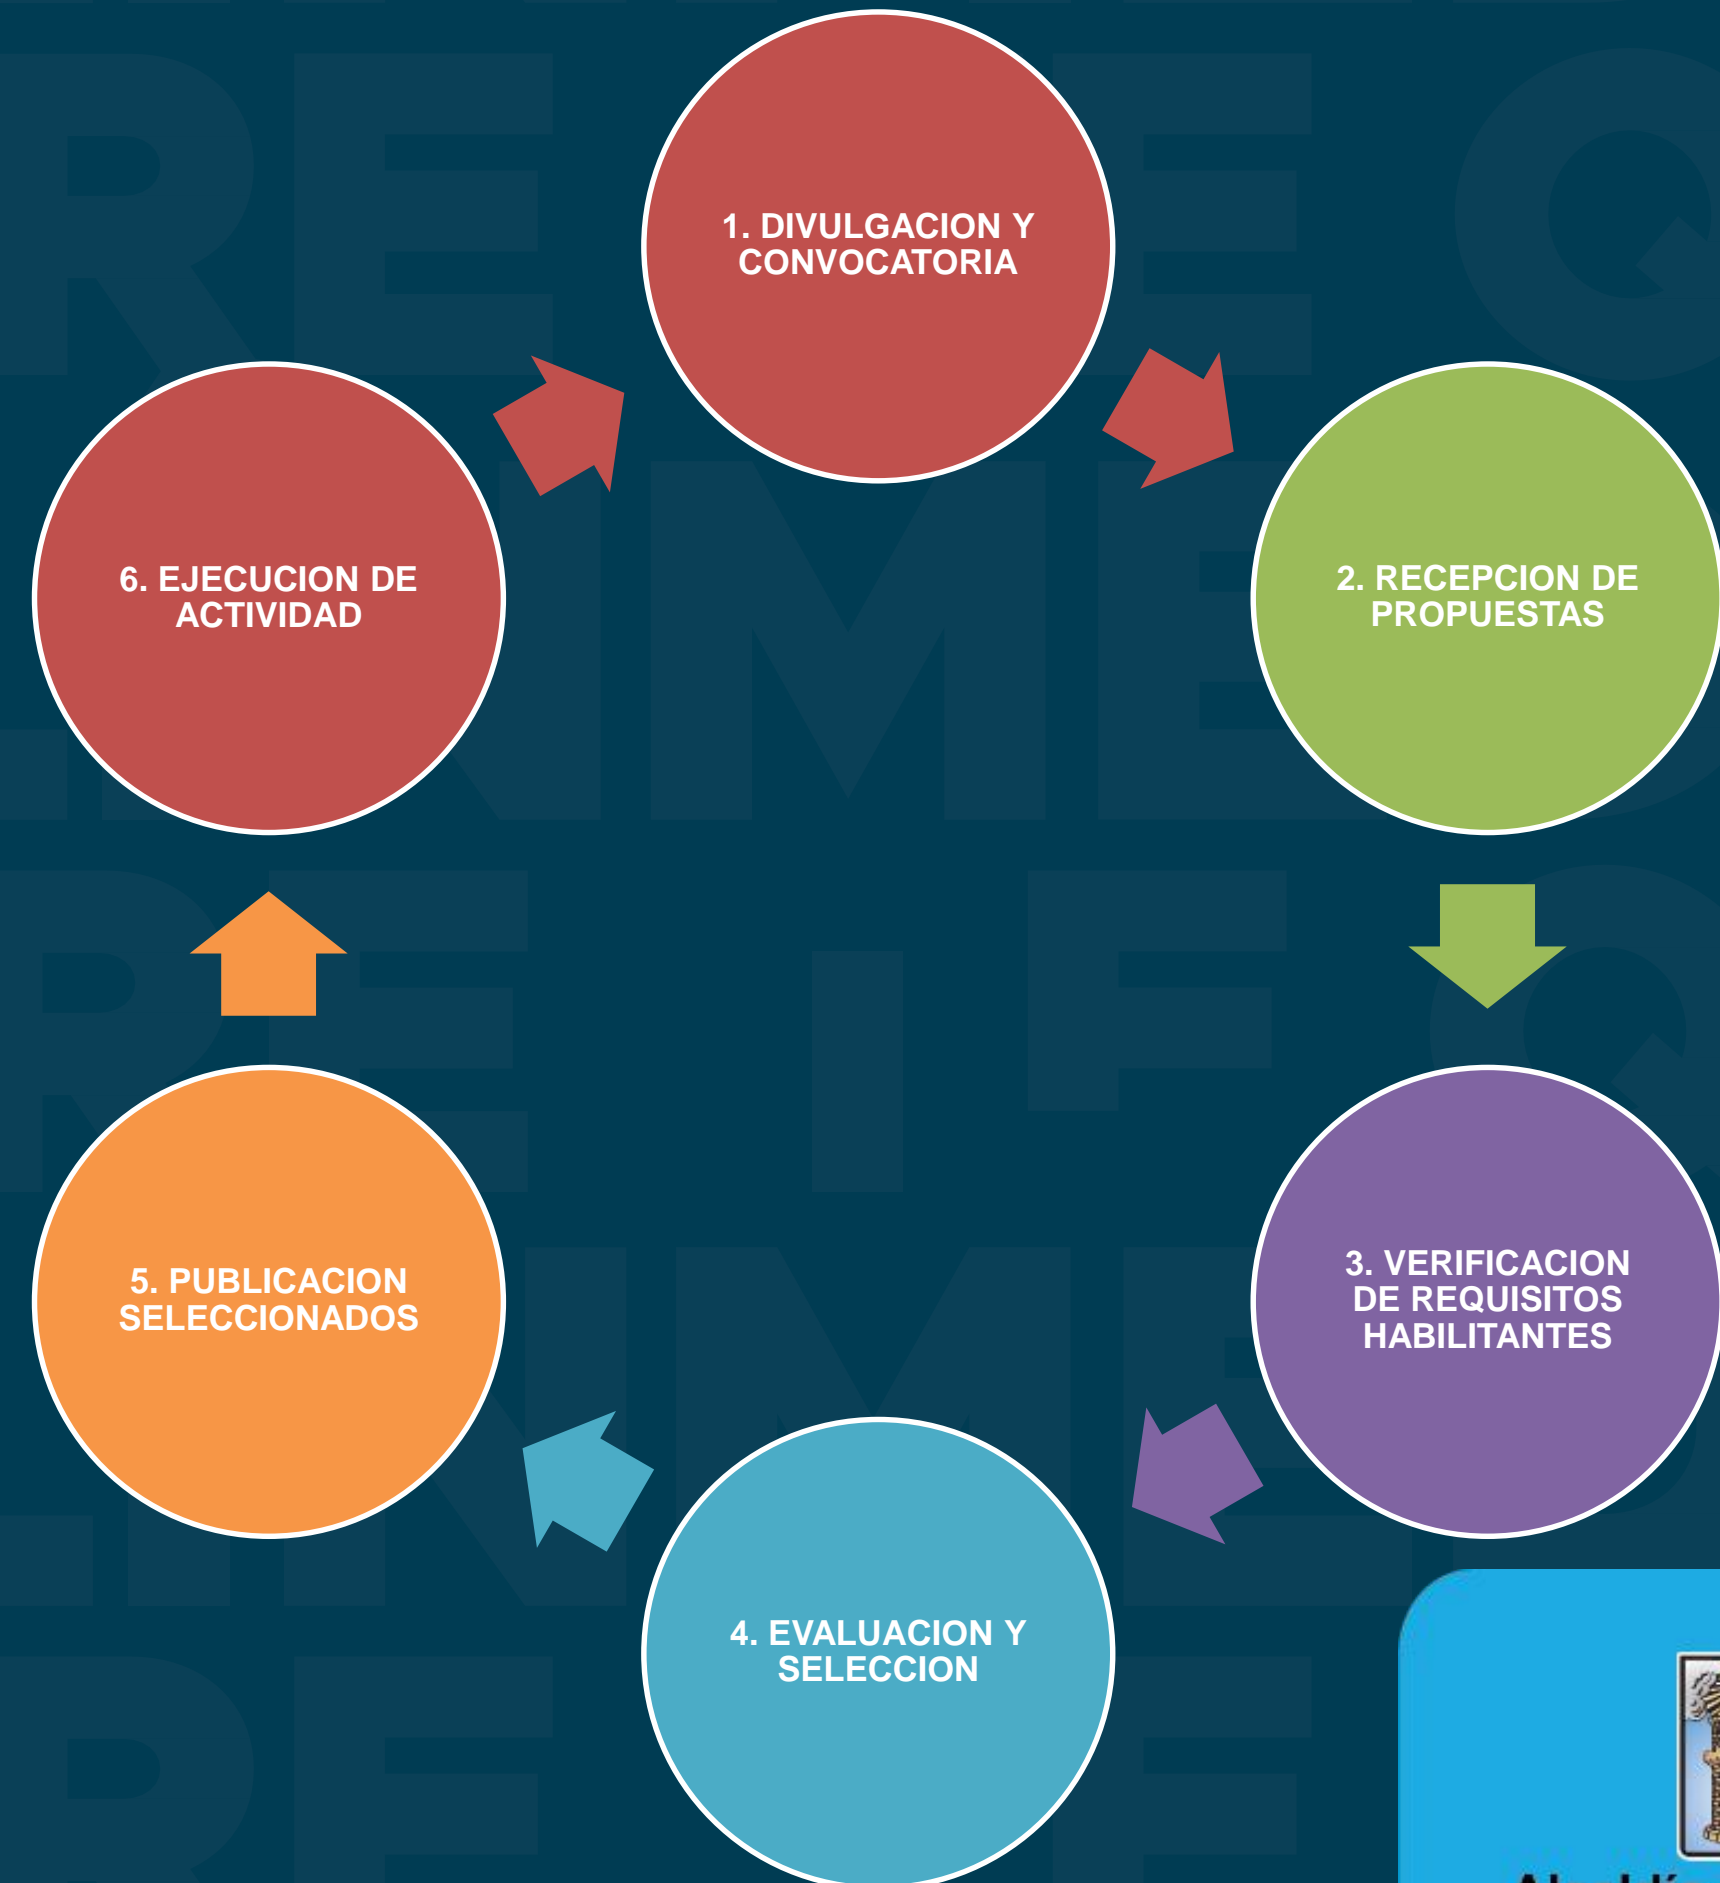 1. DIVULGACION Y
CONVOCATORIA
2. RECEPCION DE
PROPUESTAS
3. VERIFICACION
DE REQUISITOS
HABILITANTES
4. EVALUACION Y
SELECCION
5. PUBLICACION
SELECCIONADOS
6. EJECUCION DE
ACTIVIDAD